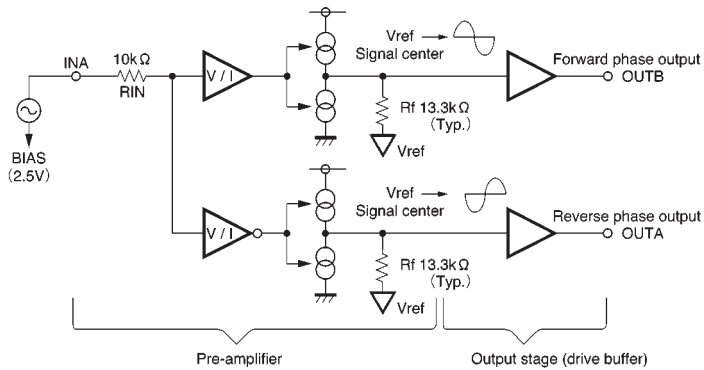 INA
10kΩ
RIN
BIAS
(2.5V)
V / I
Vref
Signal center
Rf 13.3kΩ
(Typ.)
Vref
Forward phase output
OUTB
V / I
Vref
Signal center
Rf 13.3kΩ
(Typ.)
Vref
Reverse phase output
OUTA
Pre-amplifier
Output stage (drive buffer)